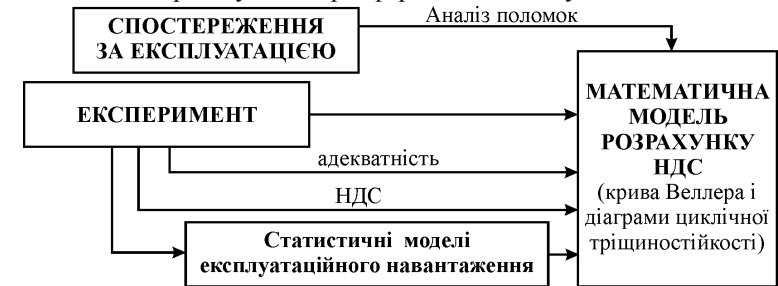 СПОСТЕРЕЖЕННЯ
ЗА ЕКСПЛУАТАЦІЄЮ
Аналіз поломок
ЕКСПЕРИМЕНТ
адекватність
НДС
Статистичні моделі
експлуатаційного навантаження
МАТЕМАТИЧНА
МОДЕЛЬ
РОЗРАХУНКУ
НДС
(крива Веллера і
діаграми циклічної
тріщиностійкості)